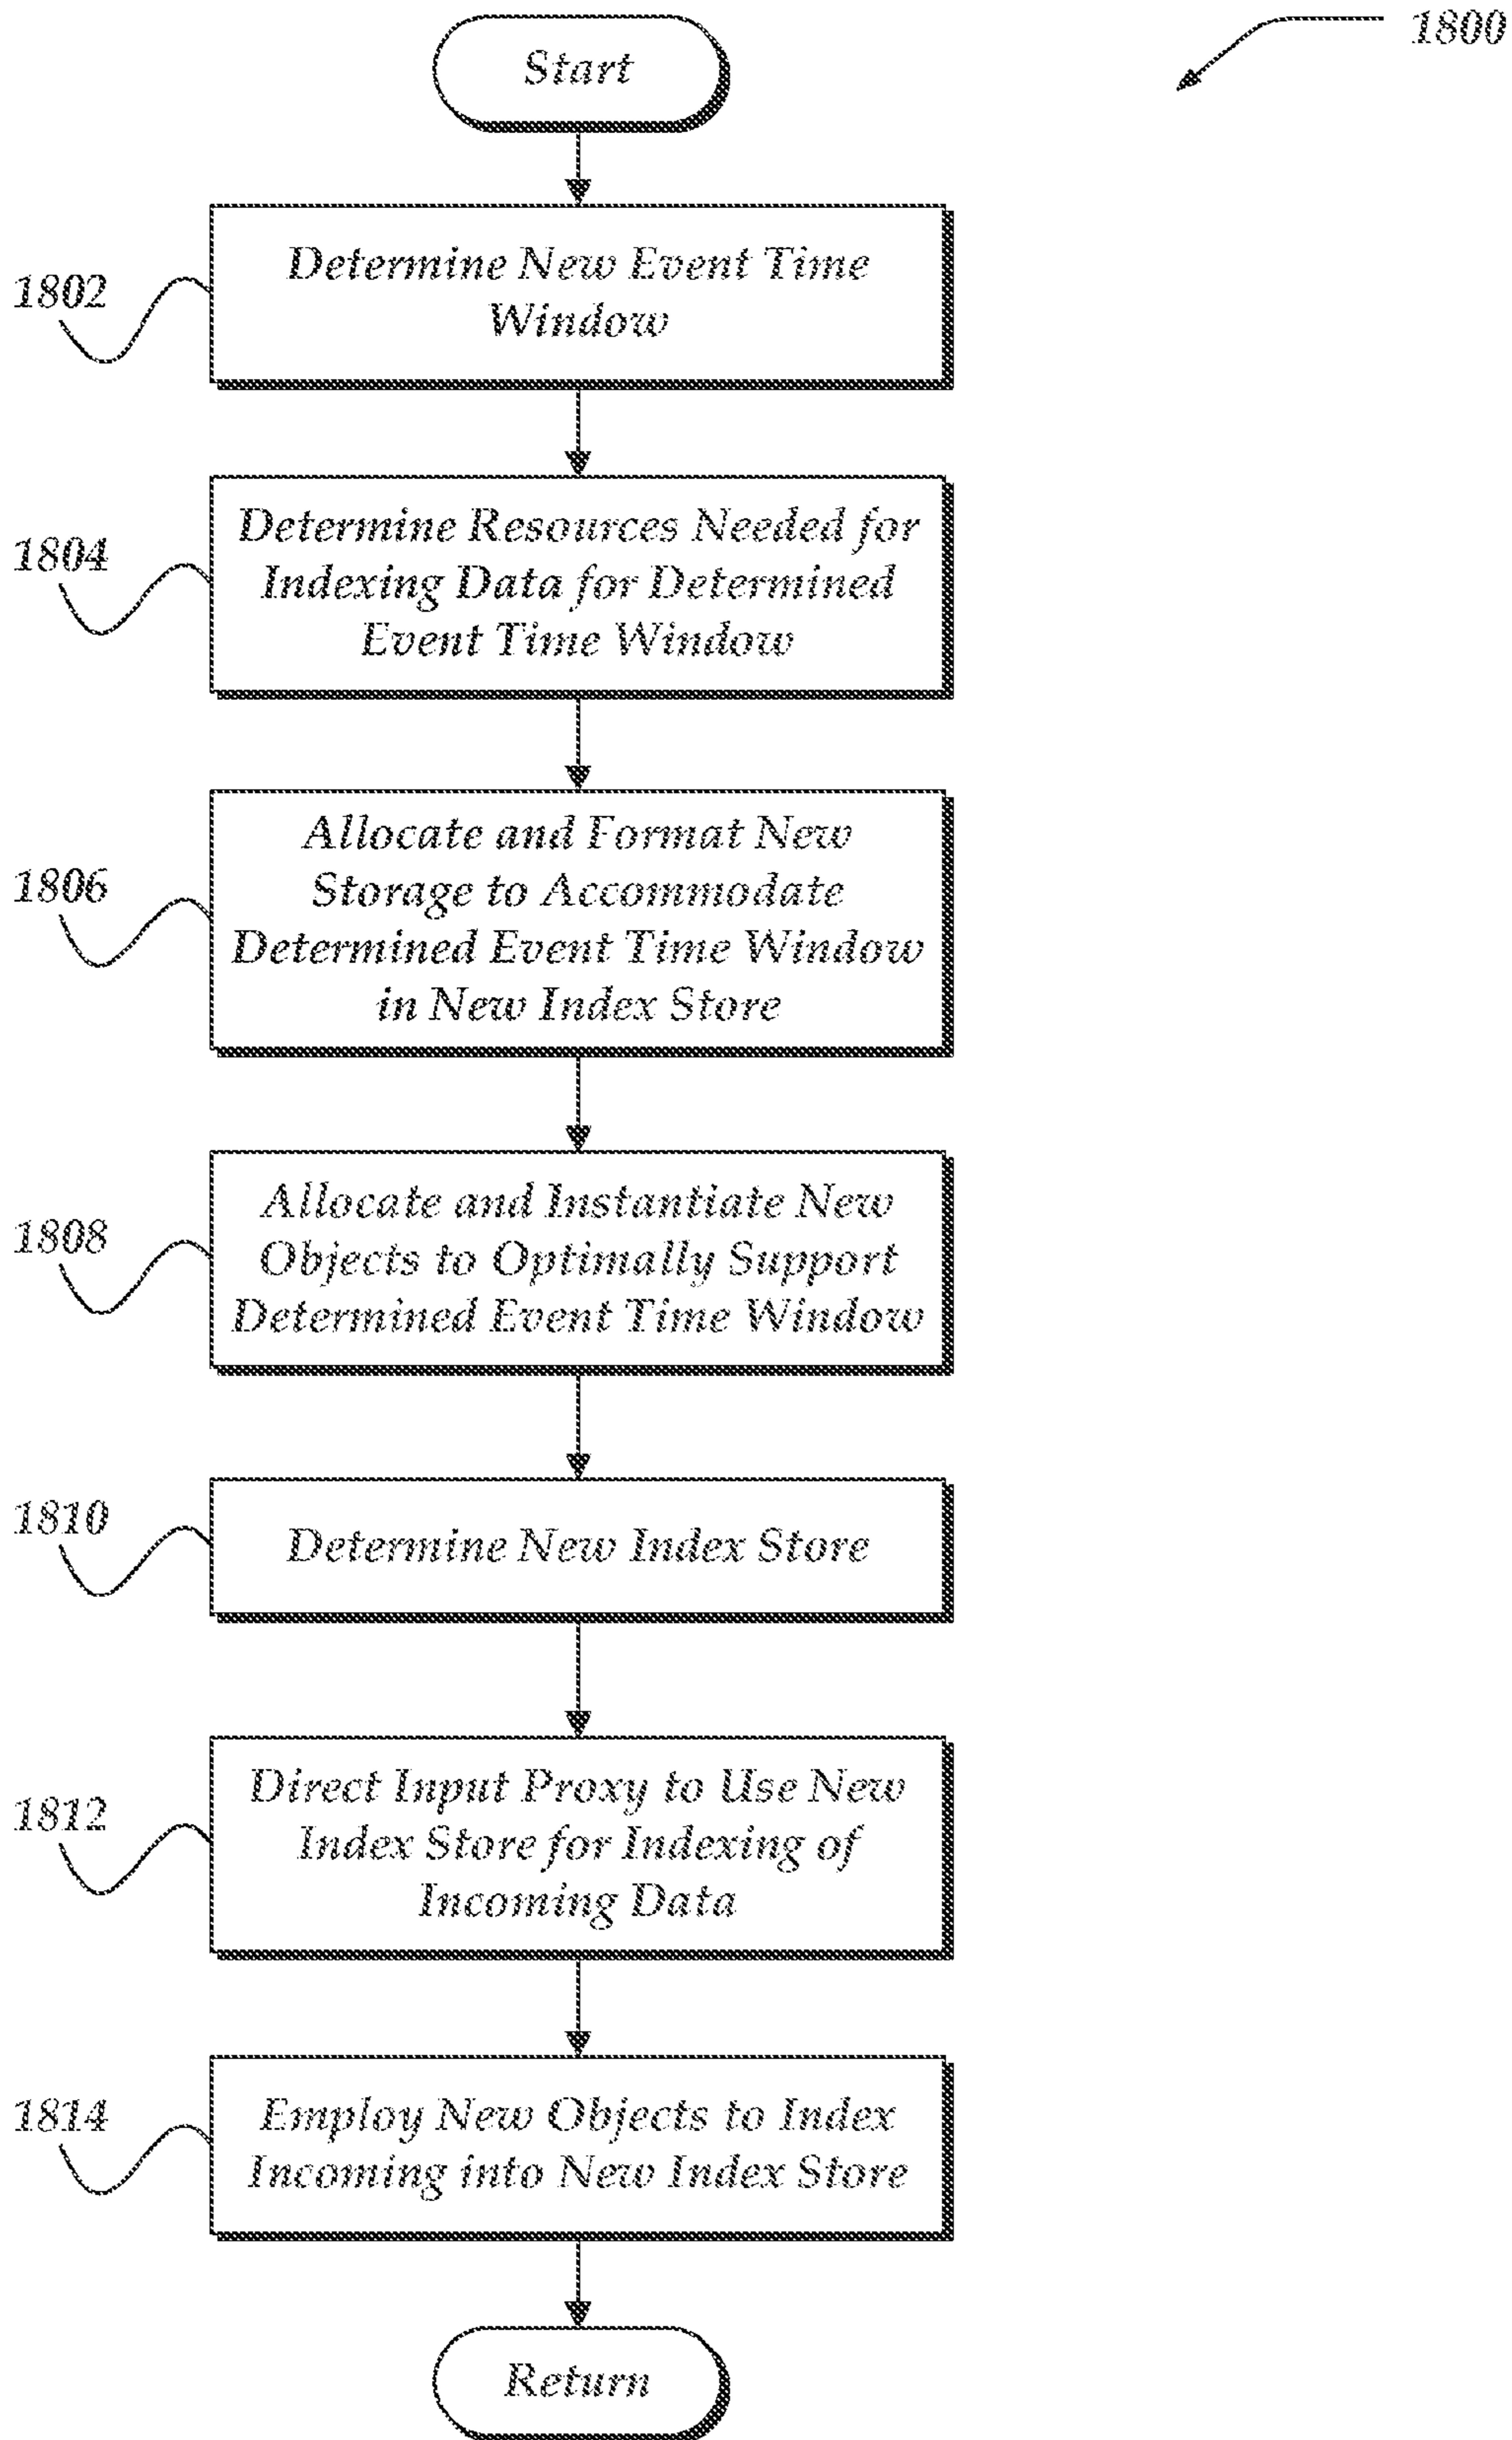 1800
Start
1802
Determine New Event Time
Window
1804
Determine Resources Needed for
Indexing Data for Determined
Event Time Window
1806
Allocate and Format New
Storage to Accommodate
Determined Event Time Window
in New Index Store
1808
Allocate and Instantiate New
Objects to Optimally Support
Determined Event Time Window
1810
Determine New Index Store
1812
Direct Input Proxy to Use New
Index Store for Indexing of
Incoming Data
1814
Employ New Objects to Index
Incoming into New Index Store
Return